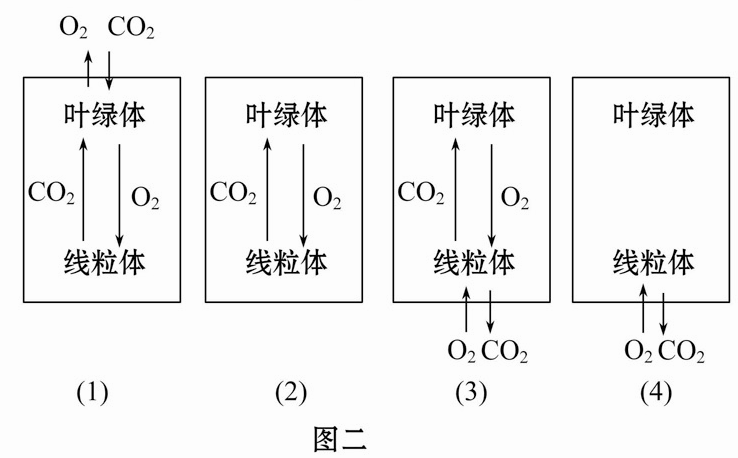 O₂ CO₂
叶绿体 叶绿体 叶绿体 叶绿体
CO₂ O₂ CO₂ O₂ CO₂ O₂
线粒体 线粒体 线粒体 线粒体
O₂ CO₂ O₂ CO₂
(1) (2) (3) (4)
图二